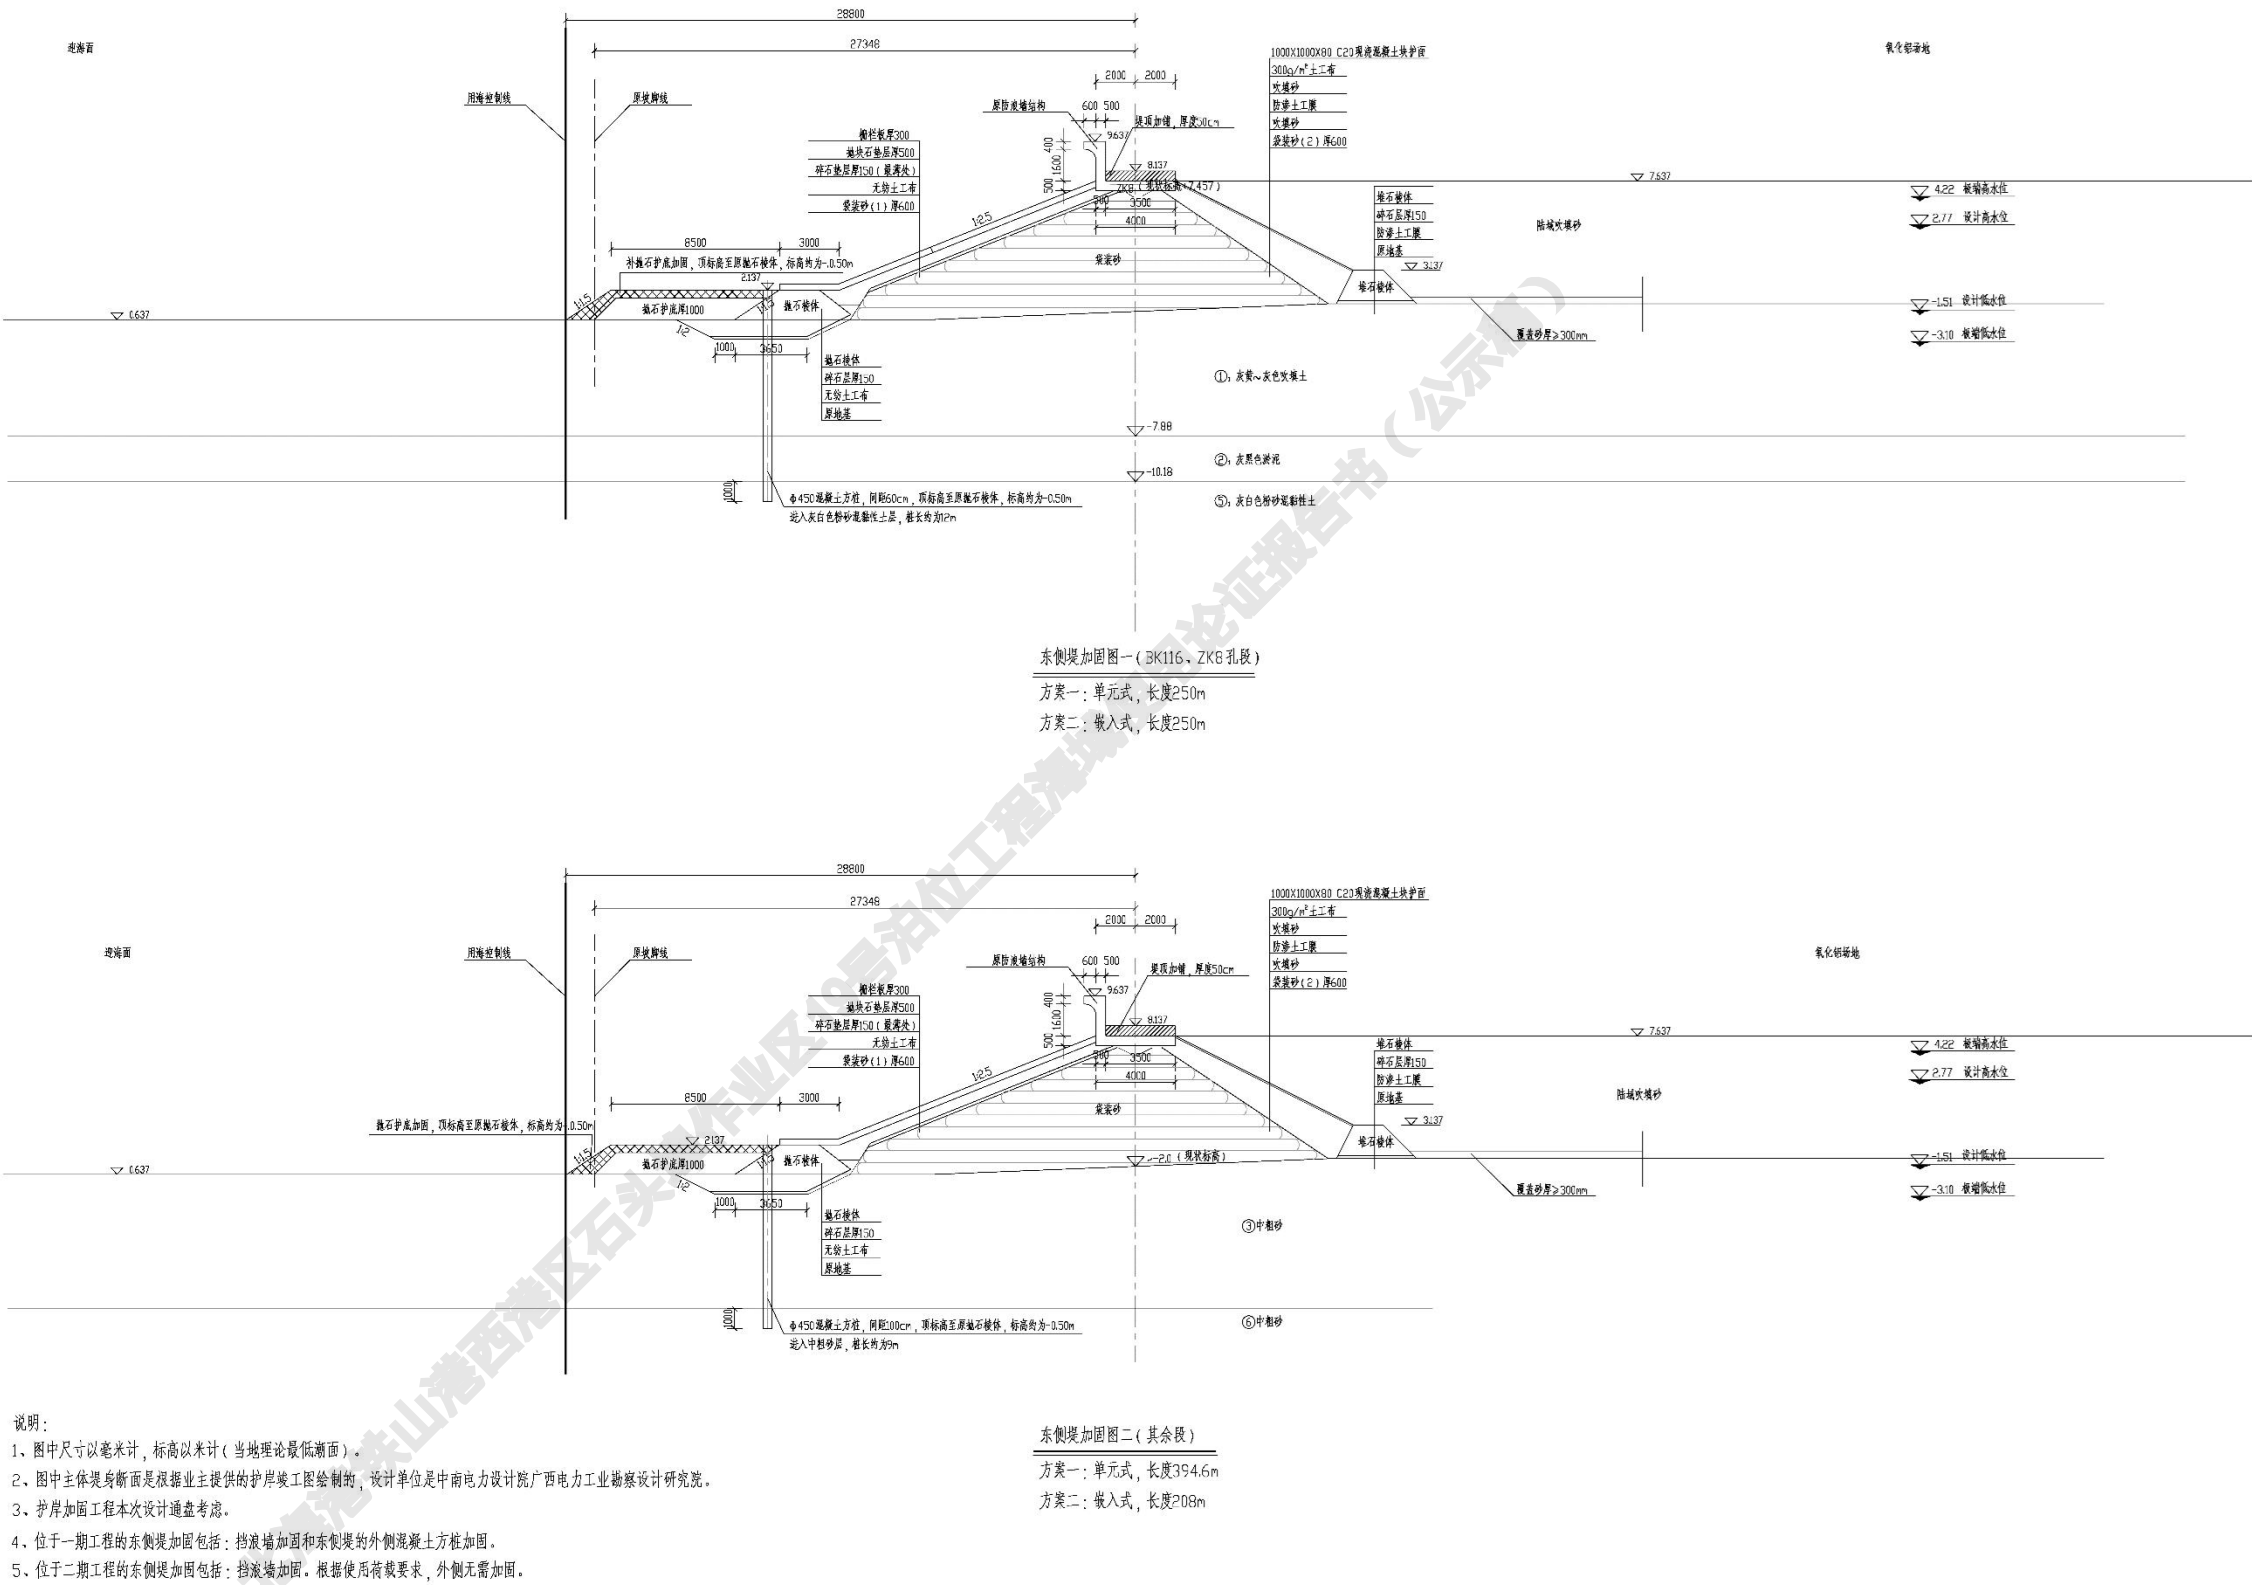 28800
27348
迎海面
氧化铝场地
1000X1000X80 C20现浇混凝土块护面
300g/m²土工布
吹填砂
防渗土工膜
吹填砂
袋装砂(2)厚600
2000 2000
用海控制线
原坡脚线
原防浪墙结构
600 500
堤顶加铺，厚度50cm
9.637
栅栏板厚300
抛块石垫层厚500
碎石垫层厚150(最薄处)
无纺土工布
袋装砂(1)厚600
400
1600
500
8.137
ZK8(现状标高+7.457)
7.637
4.22 极端高水位
2.77 设计高水位
堆石棱体
碎石层厚150
防渗土工膜
原地基
陆域吹填砂
500 3500
4000
1:2.5
8500 3000
补抛石护底加固，顶标高至原抛石棱体，标高约为-0.50m
袋装砂
2.137
3.137
1:1.5
抛石护底厚1000
1:1.5
抛石棱体
堆石棱体
0.637
-1.51 设计低水位
-3.10 极端低水位
覆盖砂厚≥300mm
1:2
1000 3650
抛石棱体
碎石层厚150
无纺土工布
原地基
①：灰黄~灰色吹填土
-7.88
②：灰黑色淤泥
-10.18
1000
φ450混凝土方桩，间距60cm，顶标高至原抛石棱体，标高约为-0.50m
进入灰白色粉砂混黏性土层，桩长约为12m
⑤：灰白色粉砂混黏性土
东侧堤加固图一(BK116、ZK8孔段)
方案一：单元式，长度250m
方案二：嵌入式，长度250m
28800
27348
迎海面
氧化铝场地
1000X1000X80 C20现浇混凝土块护面
300g/m²土工布
吹填砂
防渗土工膜
吹填砂
袋装砂(2)厚600
2000 2000
用海控制线
原坡脚线
原防浪墙结构
600 500
堤顶加铺，厚度50cm
9.637
栅栏板厚300
抛块石垫层厚500
碎石垫层厚150(最薄处)
无纺土工布
袋装砂(1)厚600
400
1600
500
8.137
7.637
4.22 极端高水位
2.77 设计高水位
堆石棱体
碎石层厚150
防渗土工膜
原地基
陆域吹填砂
500 3500
4000
1:2.5
8500 3000
抛石护底加固，顶标高至原抛石棱体，标高约为-0.50m
袋装砂
2.137
3.137
1:1.5
抛石护底厚1000
1:1.5
抛石棱体
堆石棱体
-2.0(现状标高)
0.637
-1.51 设计低水位
-3.10 极端低水位
覆盖砂厚≥300mm
1:2
1000 3650
抛石棱体
碎石层厚150
无纺土工布
原地基
③中粗砂
1000
φ450混凝土方桩，间距100cm，顶标高至原抛石棱体，标高约为-0.50m
进入中粗砂层，桩长约为9m
⑥中粗砂
东侧堤加固图二(其余段)
方案一：单元式，长度394.6m
方案二：嵌入式，长度208m
说明：
1、图中尺寸以毫米计，标高以米计(当地理论最低潮面)。
2、图中主体堤身断面是根据业主提供的护岸竣工图绘制的，设计单位是中南电力设计院广西电力工业勘察设计研究院。
3、护岸加固工程本次设计通盘考虑。
4、位于一期工程的东侧堤加固包括：挡浪墙加固和东侧堤的外侧混凝土方桩加固。
5、位于二期工程的东侧堤加固包括：挡浪墙加固。根据使用荷载要求，外侧无需加固。